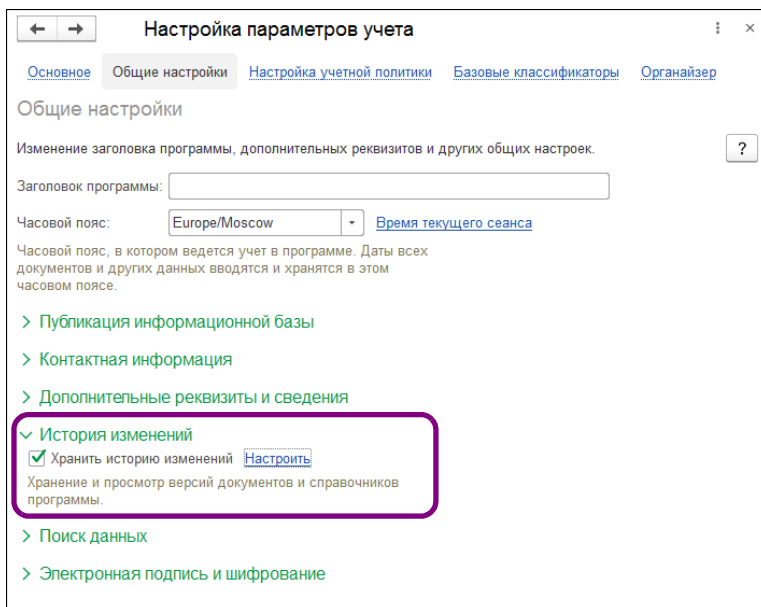 Настройка параметров учета
Основное Общие настройки Настройка учетной политики Базовые классификаторы Органайзер
Общие настройки
Изменение заголовка программы, дополнительных реквизитов и других общих настроек. ?
Заголовок программы:
Часовой пояс: Europe/Moscow Время текущего сеанса
Часовой пояс, в котором ведется учет в программе. Даты всех
документов и других данных вводятся и хранятся в этом
часовом поясе.
Публикация информационной базы
Контактная информация
Дополнительные реквизиты и сведения
История изменений
Хранить историю изменений Настроить
Хранение и просмотр версий документов и справочников
программы.
Поиск данных
Электронная подпись и шифрование